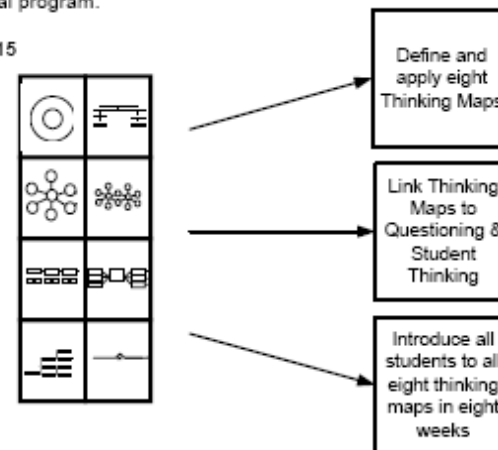 al program.
15
Define and
apply eight
Thinking Maps
Link Thinking
Maps to
Questioning &
Student
Thinking
Introduce all
students to all
eight thinking
maps in eight
weeks